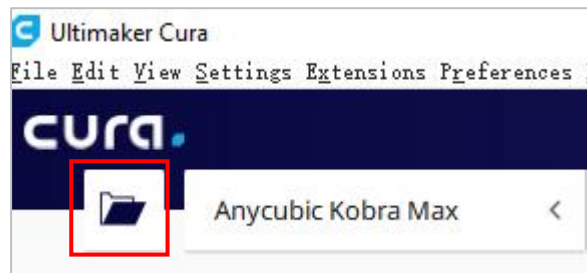 Ultimaker Cura
File Edit View Settings Extensions Preferences
cura.
Anycubic Kobra Max